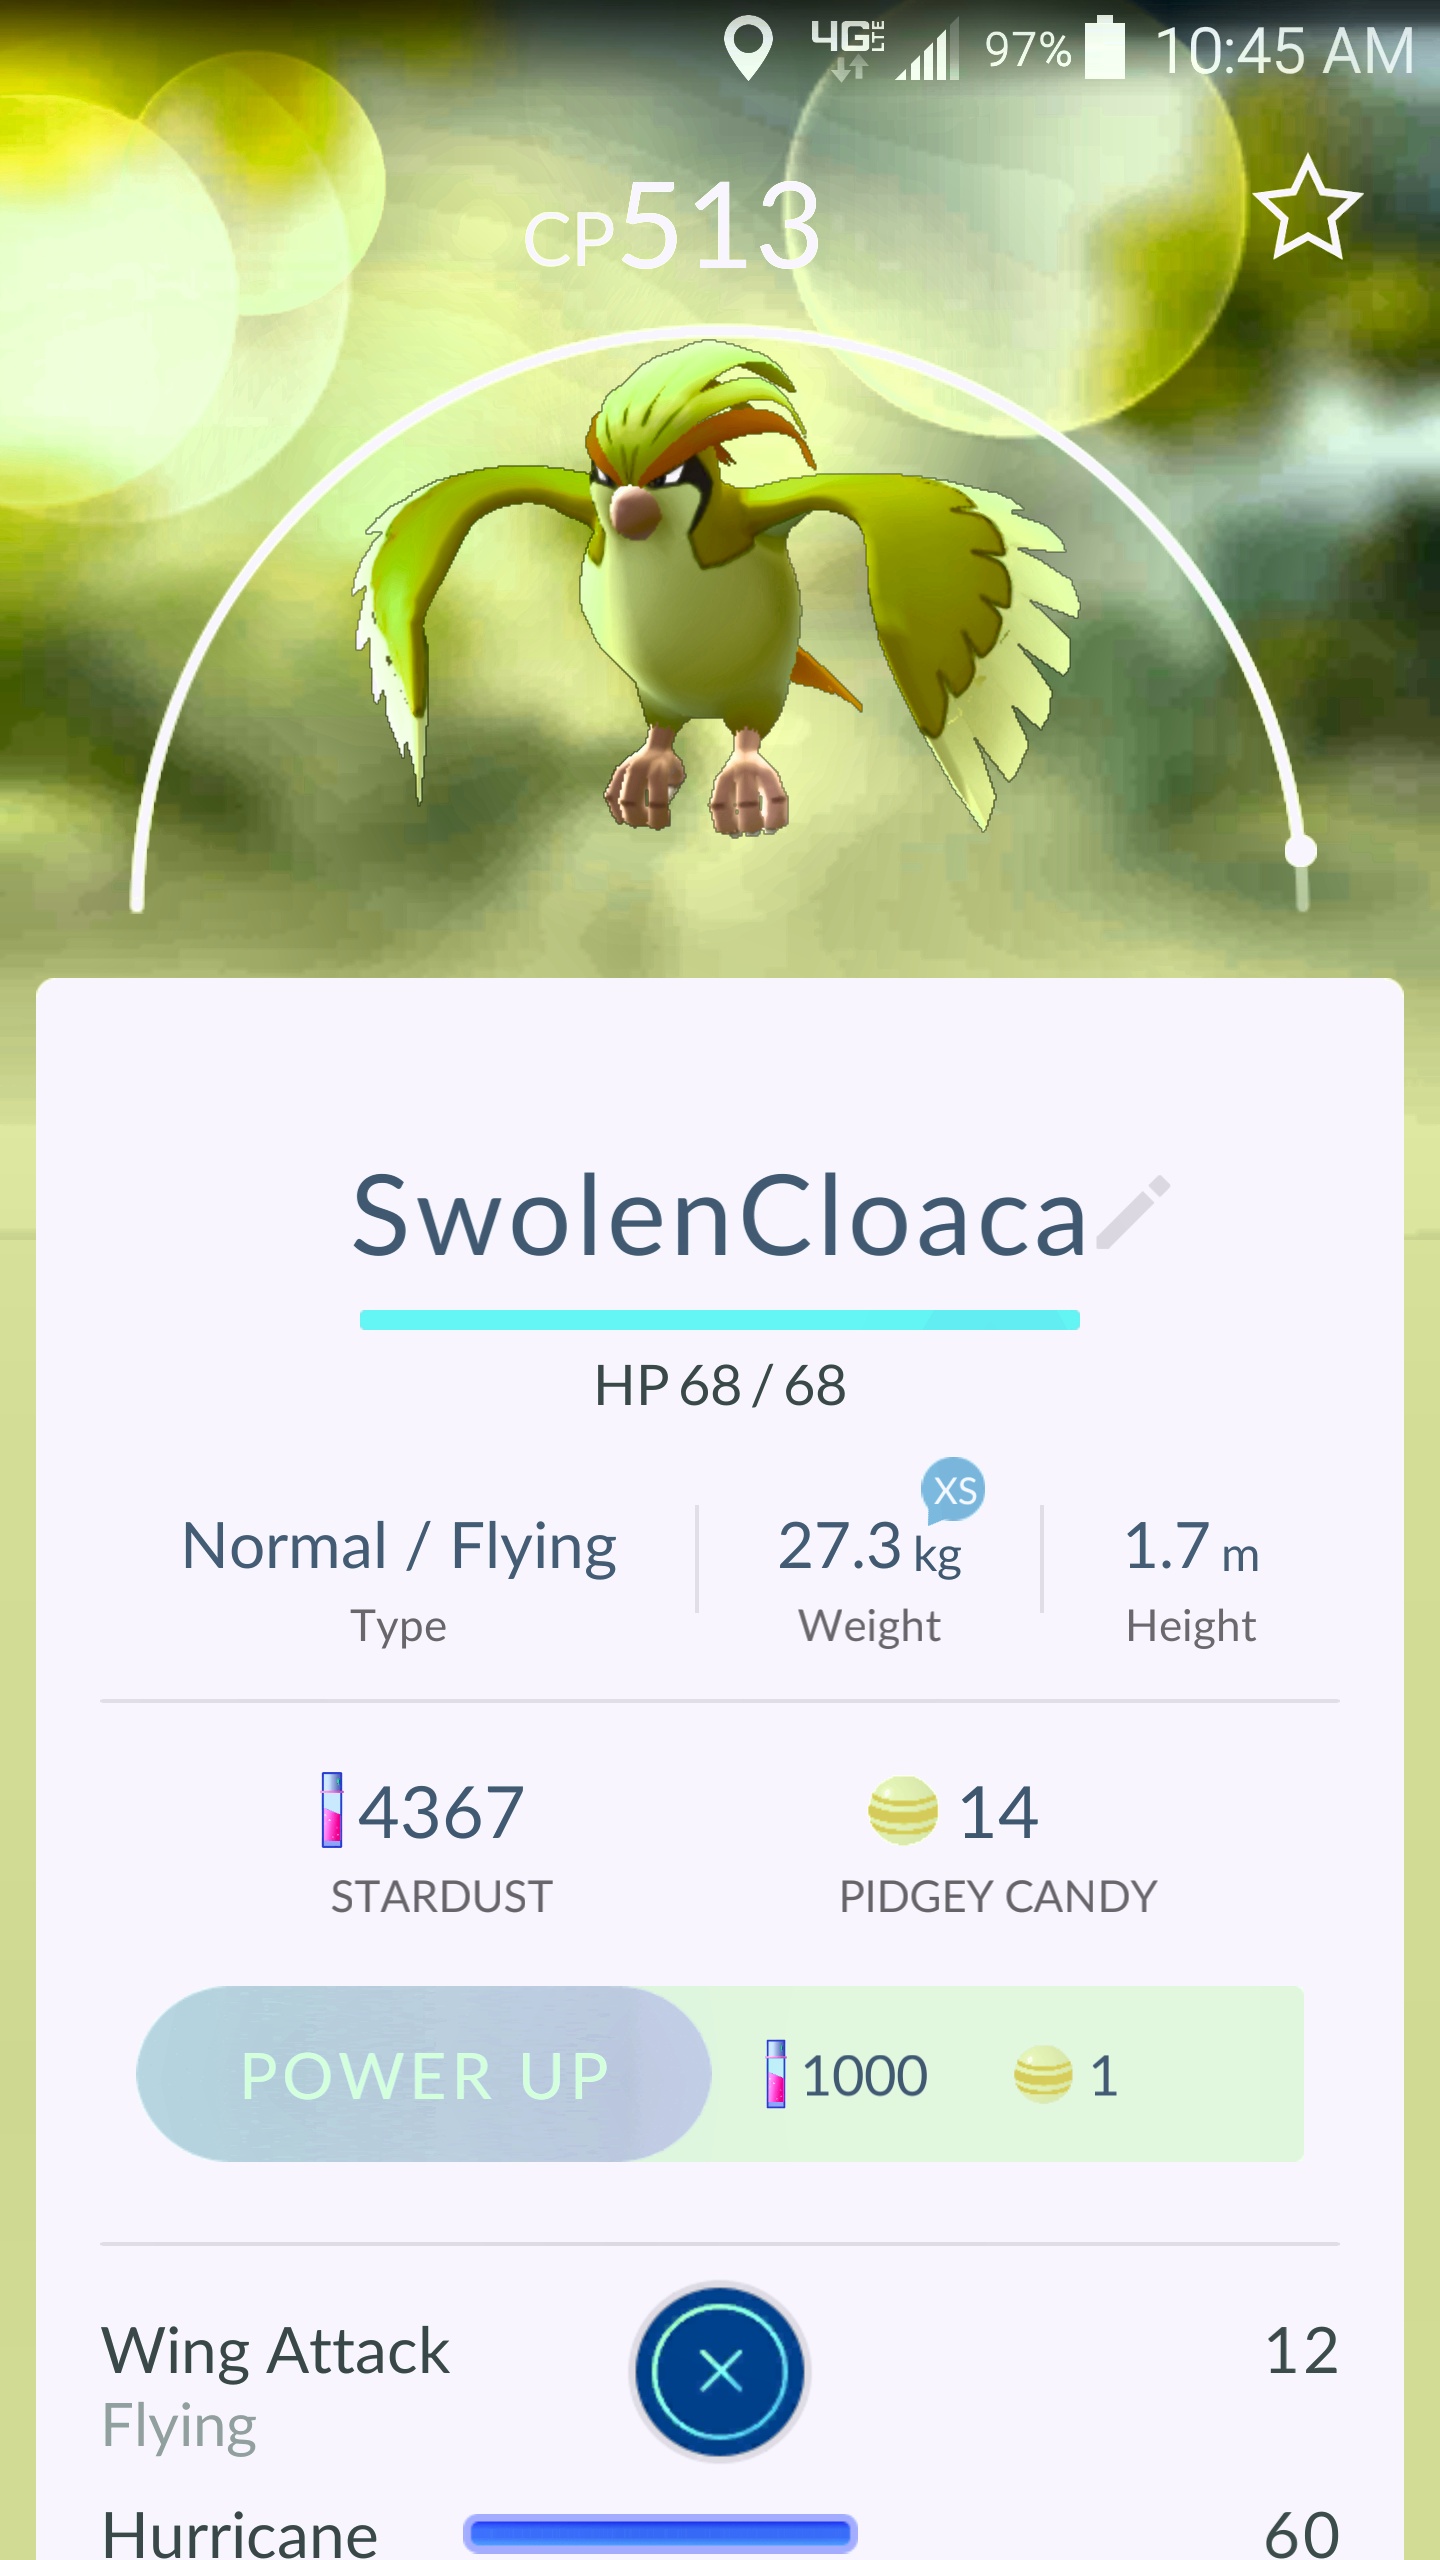 4G LTE 97% 10:45 AM
CP513
SwolenCloaca
HP 68 / 68
XS
Normal / Flying 27.3 kg 1.7 m
Type Weight Height
4367 14
STARDUST PIDGEY CANDY
POWER UP 1000 1
Wing Attack 12
Flying
Hurricane 60